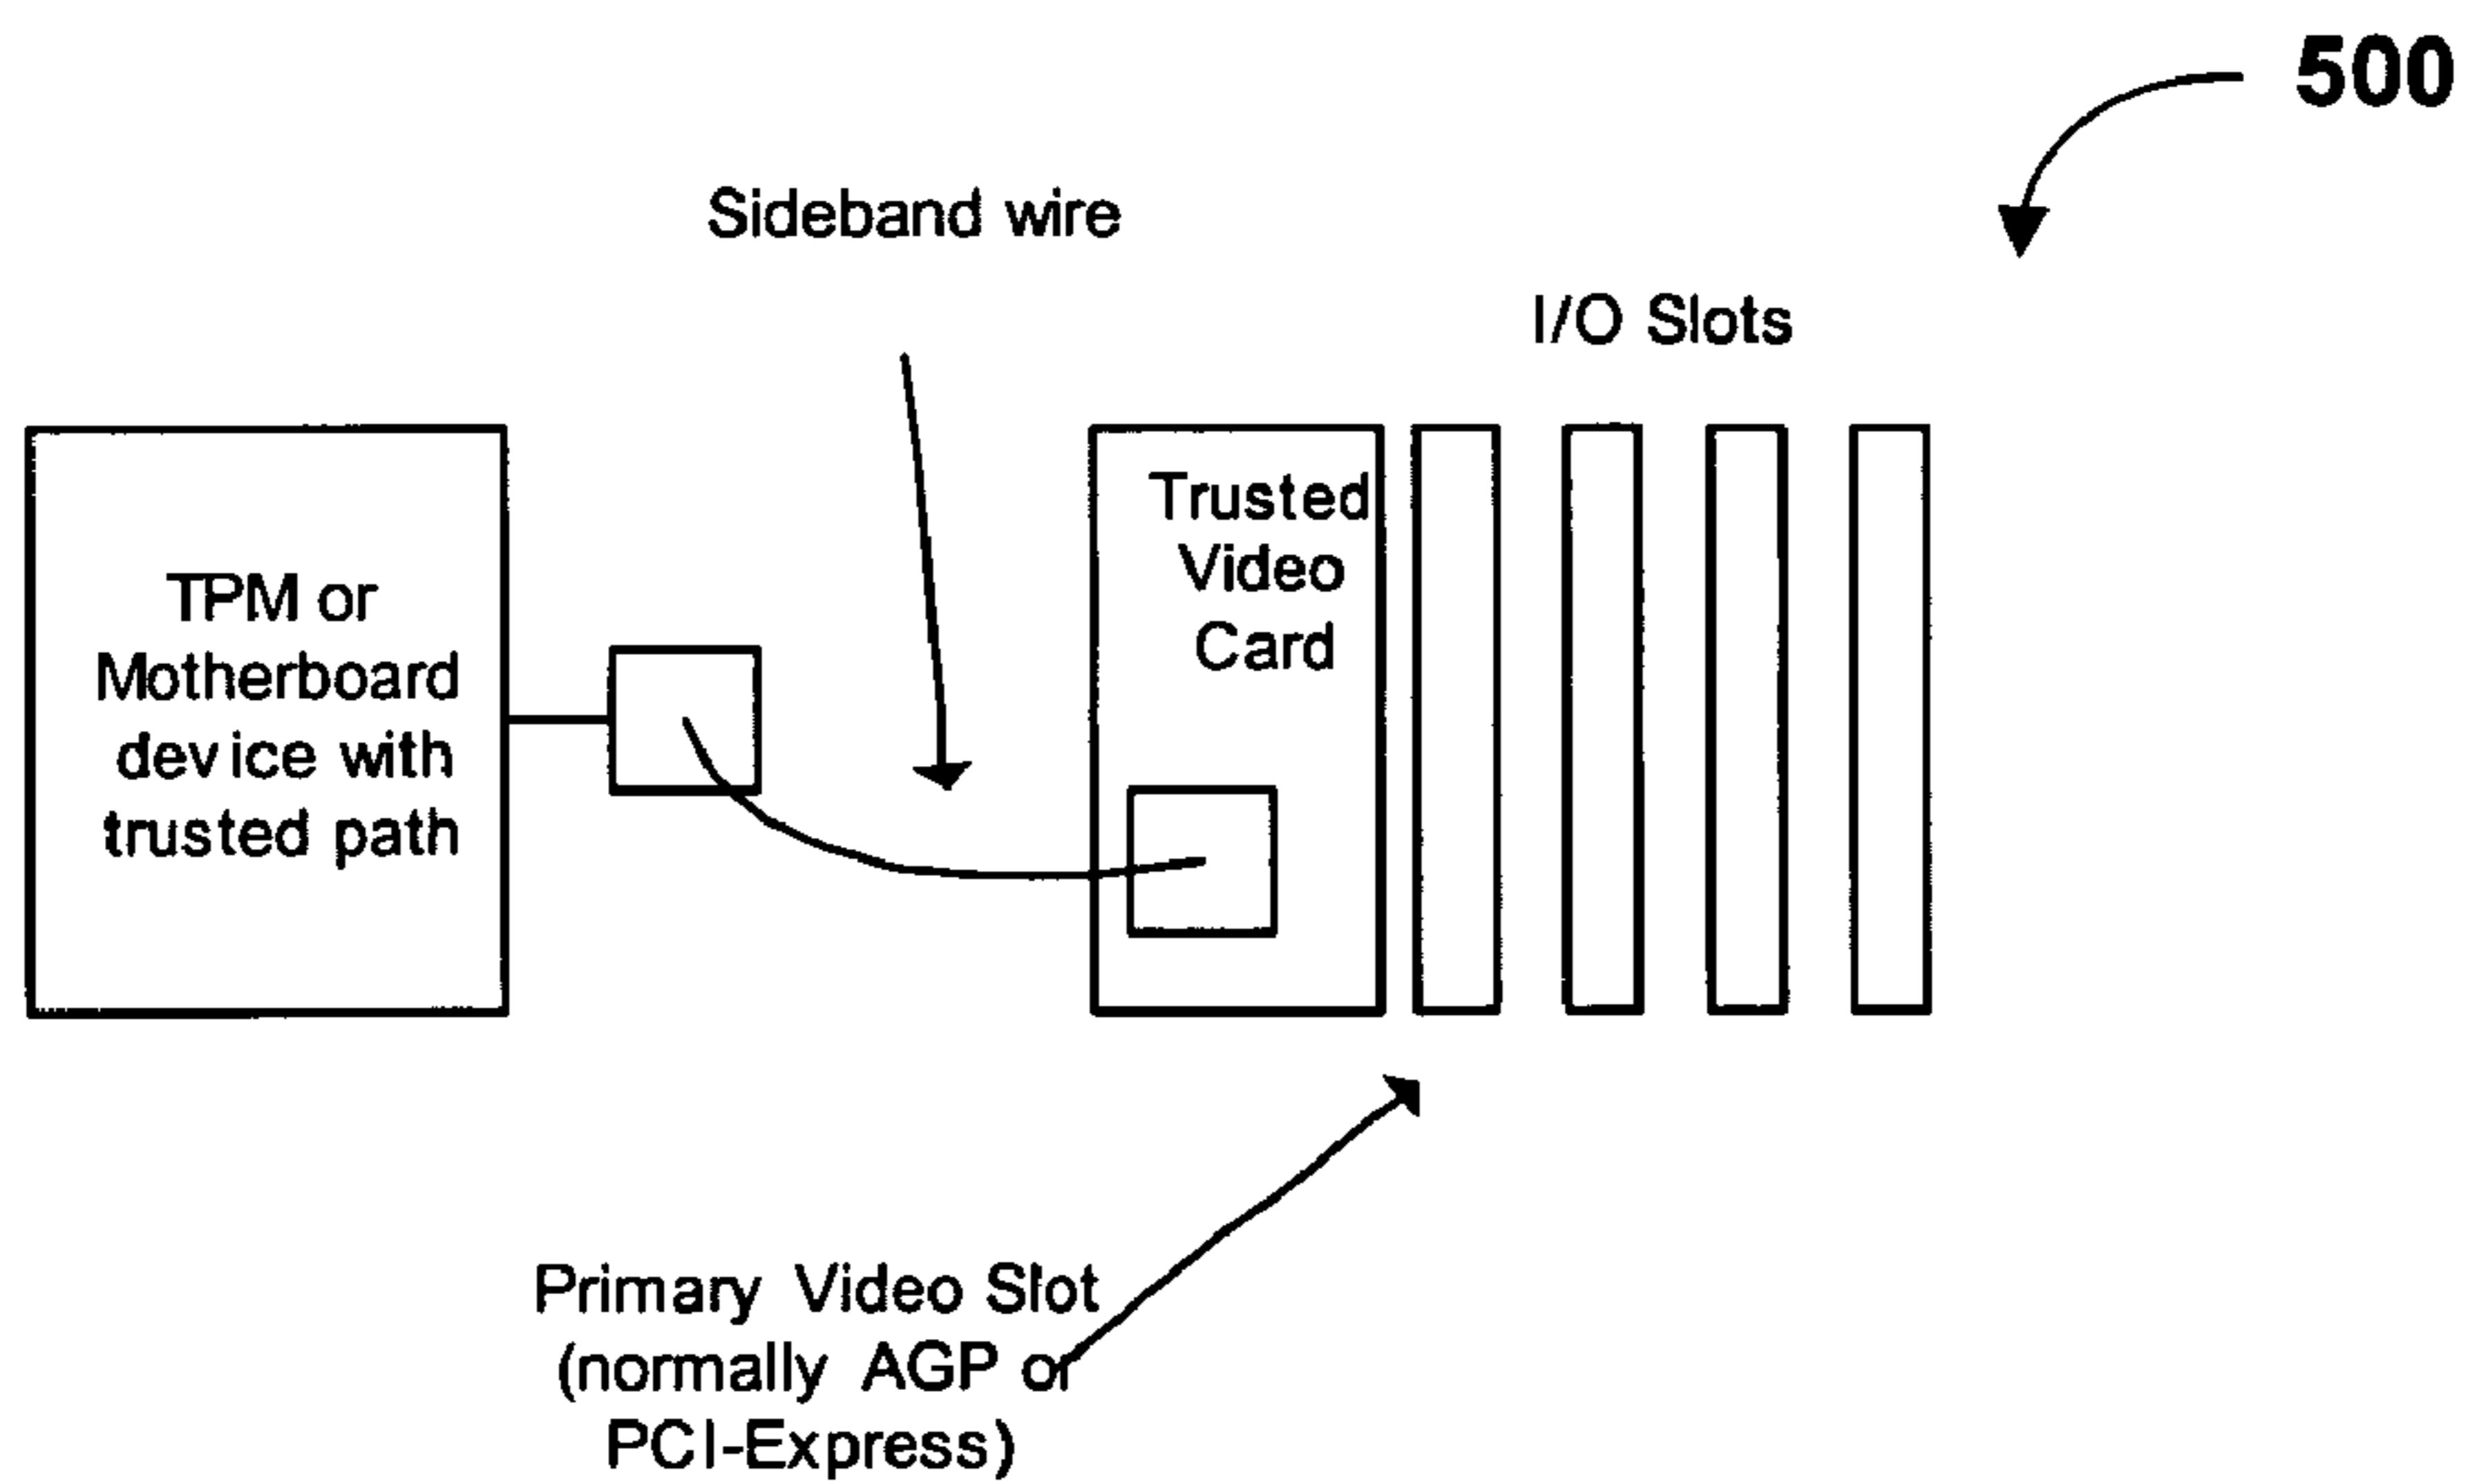 500
Sideband wire
I/O Slots
Trusted
Video
Card
TPM or
Motherboard
device with
trusted path
Primary Video Slot
(normally AGP or
PCI-Express)